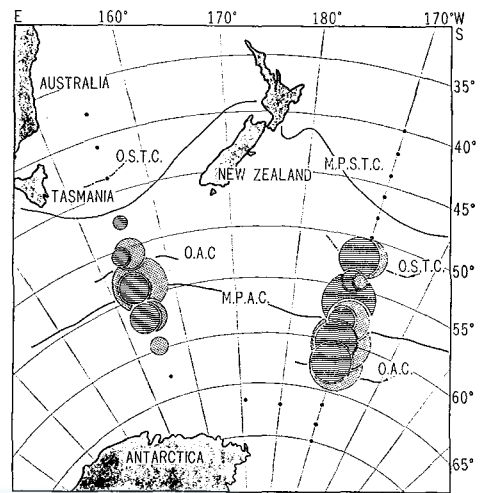 E 160° 170° 180° 170°W
S
35°
AUSTRALIA
40°
O.S.T.C.
M.P.S.T.C.
NEW ZEALAND
TASMANIA
45°
O.A.C
O.S.T.C.
50°
M.P.A.C.
55°
O.A.C.
60°
ANTARCTICA
65°